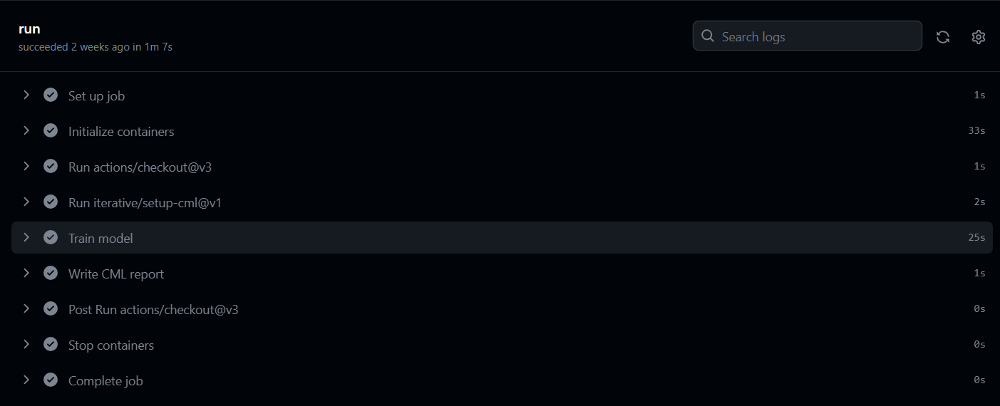 run
succeeded 2 weeks ago in 1m 7s
Search logs
Set up job 1s
Initialize containers 33s
Run actions/checkout@v3 1s
Run iterative/setup-cml@v1 2s
Train model 25s
Write CML report 1s
Post Run actions/checkout@v3 0s
Stop containers 0s
Complete job 0s